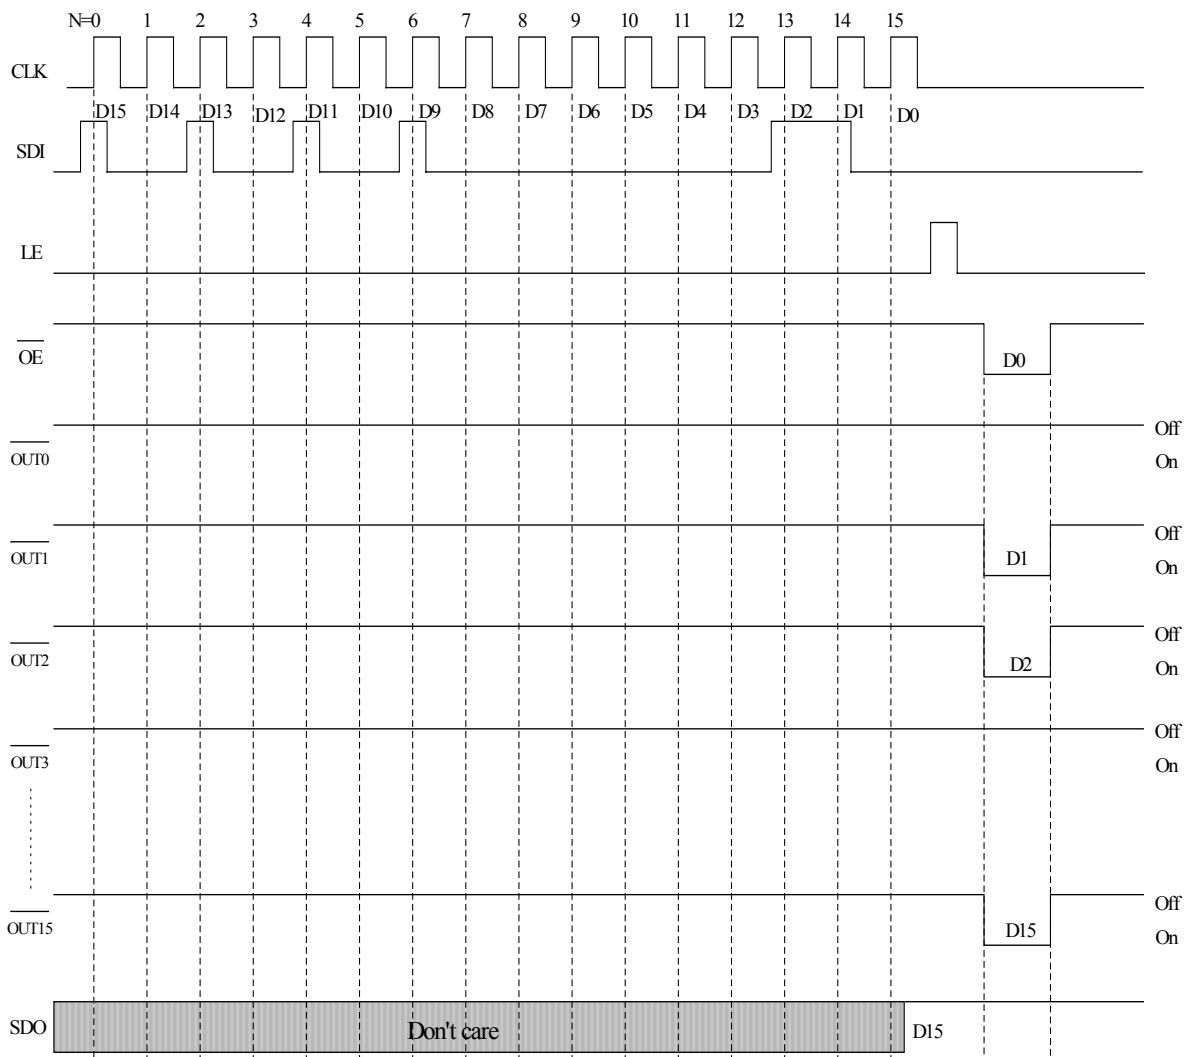 N=0 1 2 3 4 5 6 7 8 9 10 11 12 13 14 15
CLK
D15 D14 D13 D12 D11 D10 D9 D8 D7 D6 D5 D4 D3 D2 D1 D0
SDI
LE
OE
D0
Off
OUT0
On
Off
OUT1
D1
On
Off
OUT2
D2
On
Off
OUT3
On
Off
OUT15
D15
On
SDO
Don't care
D15